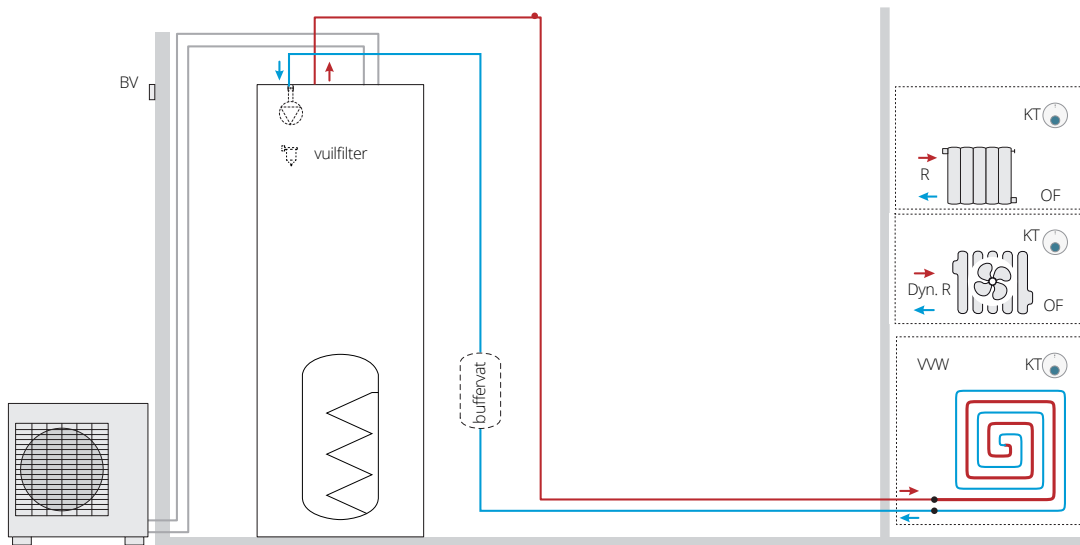 BV
vuilfilter
buffervat
KT
R
OF
KT
Dyn. R
OF
VVW
KT